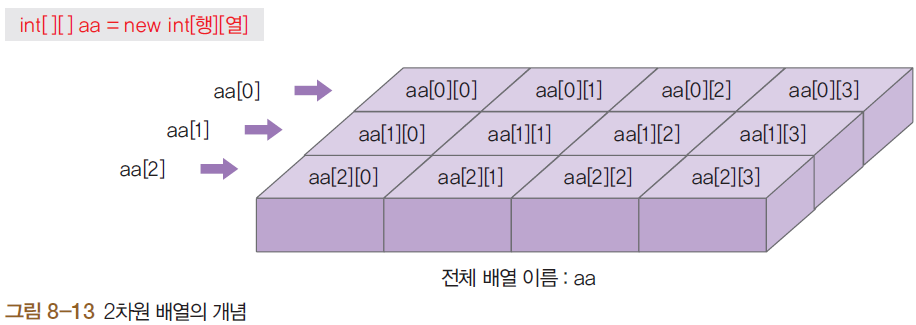 int[ ][ ] aa = new int[행][열]
aa[0] aa[0][0] aa[0][1] aa[0][2] aa[0][3]
aa[1] aa[1][0] aa[1][1] aa[1][2] aa[1][3]
aa[2] aa[2][0] aa[2][1] aa[2][2] aa[2][3]
전체 배열 이름 : aa
그림 8-13 2차원 배열의 개념